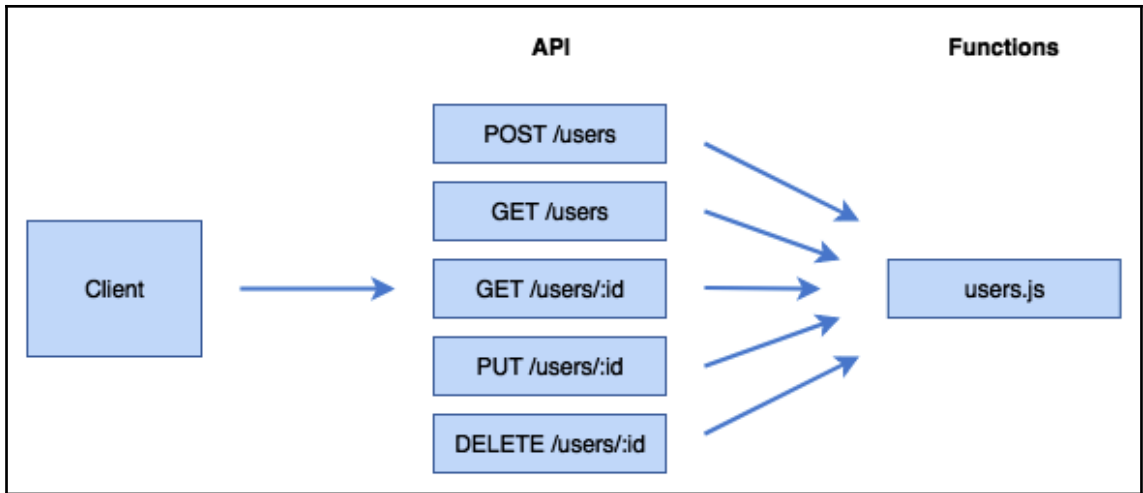 API
Functions
POST /users
GET /users
Client
GET /users/:id
users.js
PUT /users/:id
DELETE /users/:id